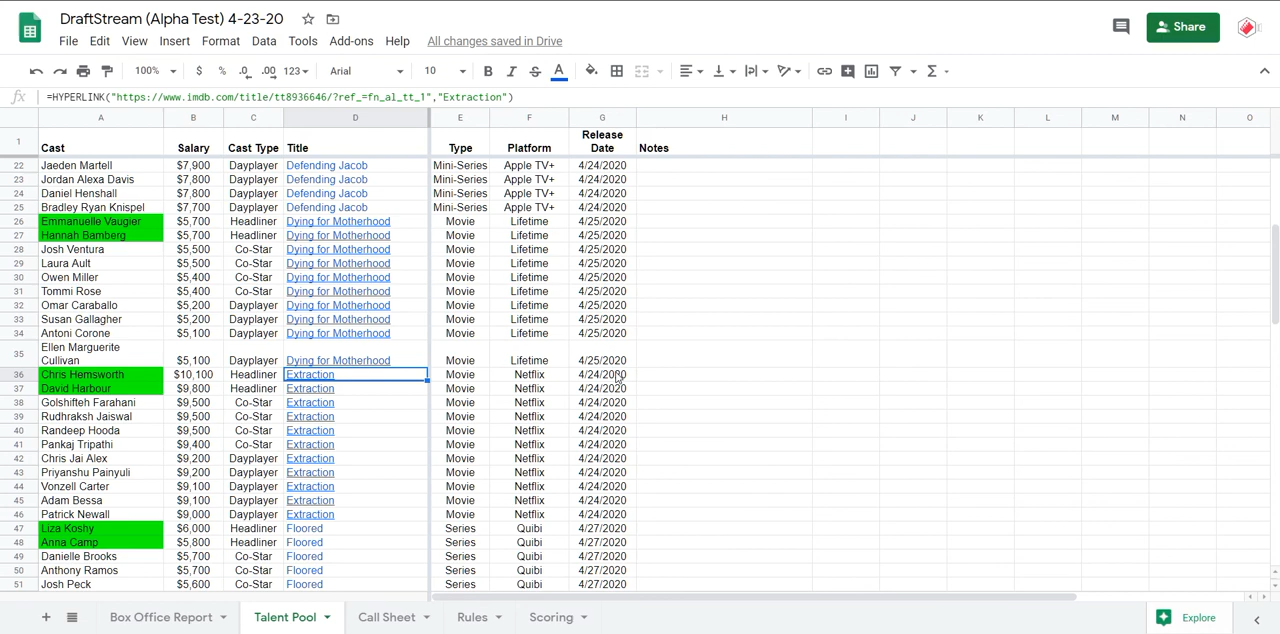 DraftStream (Alpha Test) 4-23-20
File Edit View Insert Format Data Tools Add-ons Help All changes saved in Drive
Share
100% $ % .0 .00 123 Arial 10 B I S A
fx =HYPERLINK("https://www.imdb.com/title/tt8936646/?ref_=fn_al_tt_1","Extraction")
A B C D E F G H I J K L M N O
1 Cast Salary Cast Type Title Type Platform Release Date Notes
22 Jaeden Martell $7,900 Dayplayer Defending Jacob Mini-Series Apple TV+ 4/24/2020
23 Jordan Alexa Davis $7,800 Dayplayer Defending Jacob Mini-Series Apple TV+ 4/24/2020
24 Daniel Henshall $7,800 Dayplayer Defending Jacob Mini-Series Apple TV+ 4/24/2020
25 Bradley Ryan Knispel $7,700 Dayplayer Defending Jacob Mini-Series Apple TV+ 4/24/2020
26 Emmanuelle Vaugier $5,700 Headliner Dying for Motherhood Movie Lifetime 4/25/2020
27 Hannah Bamberg $5,700 Headliner Dying for Motherhood Movie Lifetime 4/25/2020
28 Josh Ventura $5,500 Co-Star Dying for Motherhood Movie Lifetime 4/25/2020
29 Laura Ault $5,500 Co-Star Dying for Motherhood Movie Lifetime 4/25/2020
30 Owen Miller $5,400 Co-Star Dying for Motherhood Movie Lifetime 4/25/2020
31 Tommi Rose $5,400 Co-Star Dying for Motherhood Movie Lifetime 4/25/2020
32 Omar Caraballo $5,200 Dayplayer Dying for Motherhood Movie Lifetime 4/25/2020
33 Susan Gallagher $5,200 Dayplayer Dying for Motherhood Movie Lifetime 4/25/2020
34 Antoni Corone $5,100 Dayplayer Dying for Motherhood Movie Lifetime 4/25/2020
35 Ellen Marguerite Cullivan $5,100 Dayplayer Dying for Motherhood Movie Lifetime 4/25/2020
36 Chris Hemsworth $10,100 Headliner Extraction Movie Netflix 4/24/2020
37 David Harbour $9,800 Headliner Extraction Movie Netflix 4/24/2020
38 Golshifteh Farahani $9,500 Co-Star Extraction Movie Netflix 4/24/2020
39 Rudhraksh Jaiswal $9,500 Co-Star Extraction Movie Netflix 4/24/2020
40 Randeep Hooda $9,500 Co-Star Extraction Movie Netflix 4/24/2020
41 Pankaj Tripathi $9,400 Co-Star Extraction Movie Netflix 4/24/2020
42 Chris Jai Alex $9,200 Dayplayer Extraction Movie Netflix 4/24/2020
43 Priyanshu Painyuli $9,200 Dayplayer Extraction Movie Netflix 4/24/2020
44 Vonzell Carter $9,100 Dayplayer Extraction Movie Netflix 4/24/2020
45 Adam Bessa $9,100 Dayplayer Extraction Movie Netflix 4/24/2020
46 Patrick Newall $9,000 Dayplayer Extraction Movie Netflix 4/24/2020
47 Liza Koshy $6,000 Headliner Floored Series Quibi 4/27/2020
48 Anna Camp $5,800 Headliner Floored Series Quibi 4/27/2020
49 Danielle Brooks $5,700 Co-Star Floored Series Quibi 4/27/2020
50 Anthony Ramos $5,700 Co-Star Floored Series Quibi 4/27/2020
51 Josh Peck $5,600 Co-Star Floored Series Quibi 4/27/2020
Box Office Report Talent Pool Call Sheet Rules Scoring Explore